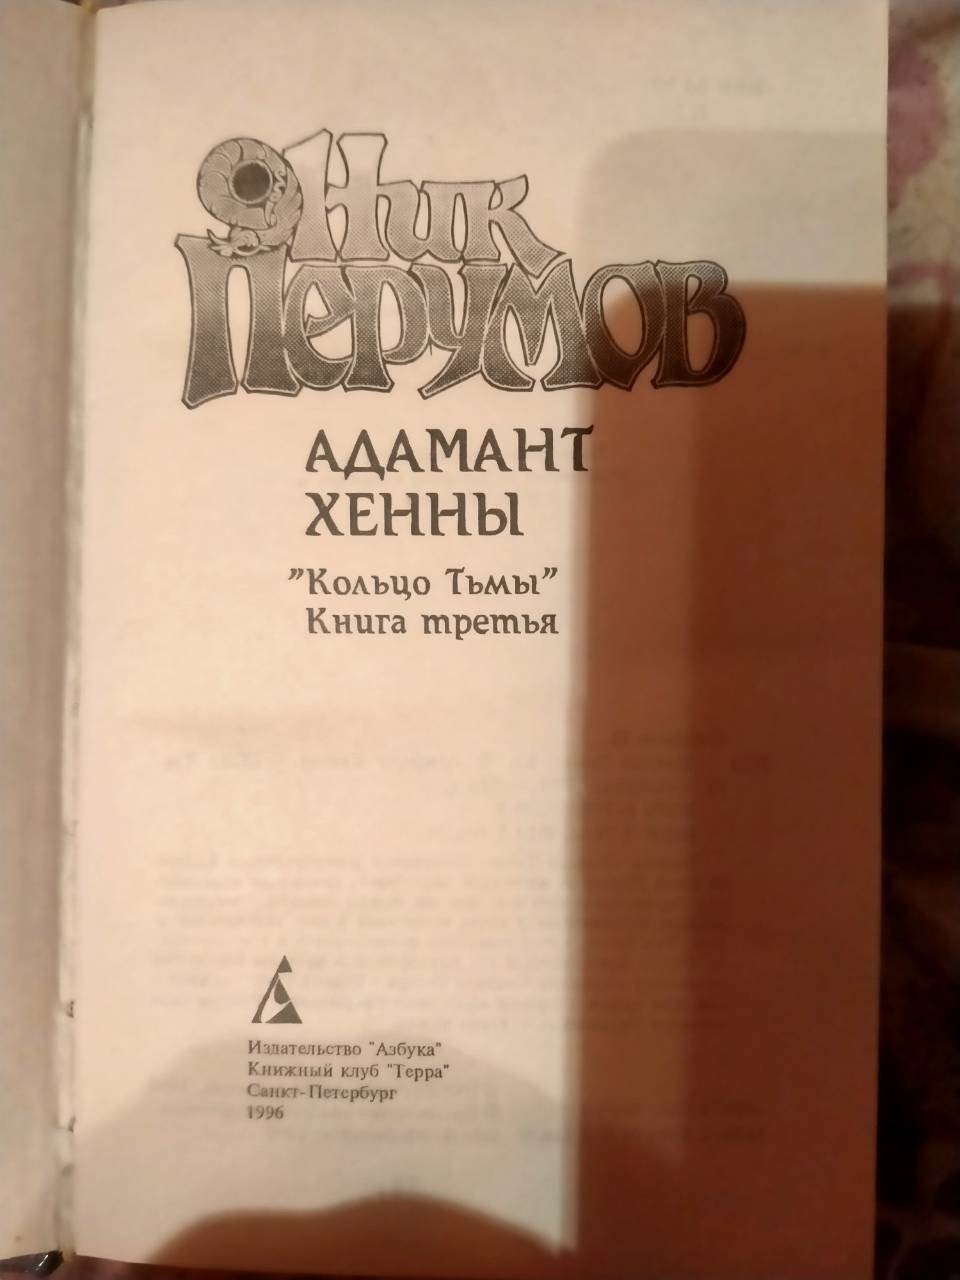 Ник
Перумов
АДАМАНТ
ХЕННЫ
"Кольцо Тьмы"
Книга третья
Издательство "Азбука"
Книжный клуб "Терра"
Санкт-Петербург
1996